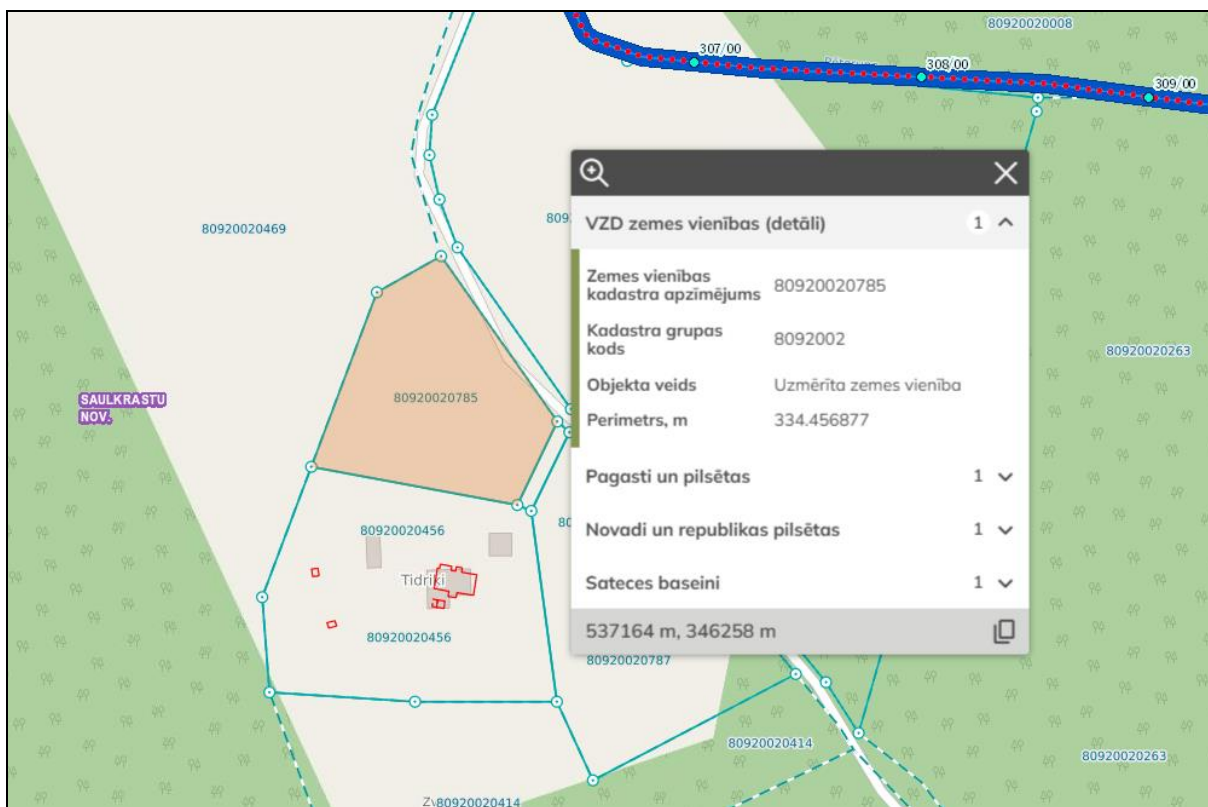 80920020008
307/00
308/00
309/00
80920020469
VZD zemes vienības (detāli) 1
Zemes vienības
kadastra apzīmējums 80920020785
Kadastra grupas
kods 8092002
Objekta veids Uzmērīta zemes vienība
Perimetrs, m 334.456877
Pagasti un pilsētas 1
Novadi un republikas pilsētas 1
Sateces baseini 1
537164 m, 346258 m
80920020263
SAULKRASTU
NOV.
80920020785
80920020456
Tidriķi
80920020456
80920020787
80920020414
80920020263
80920020414